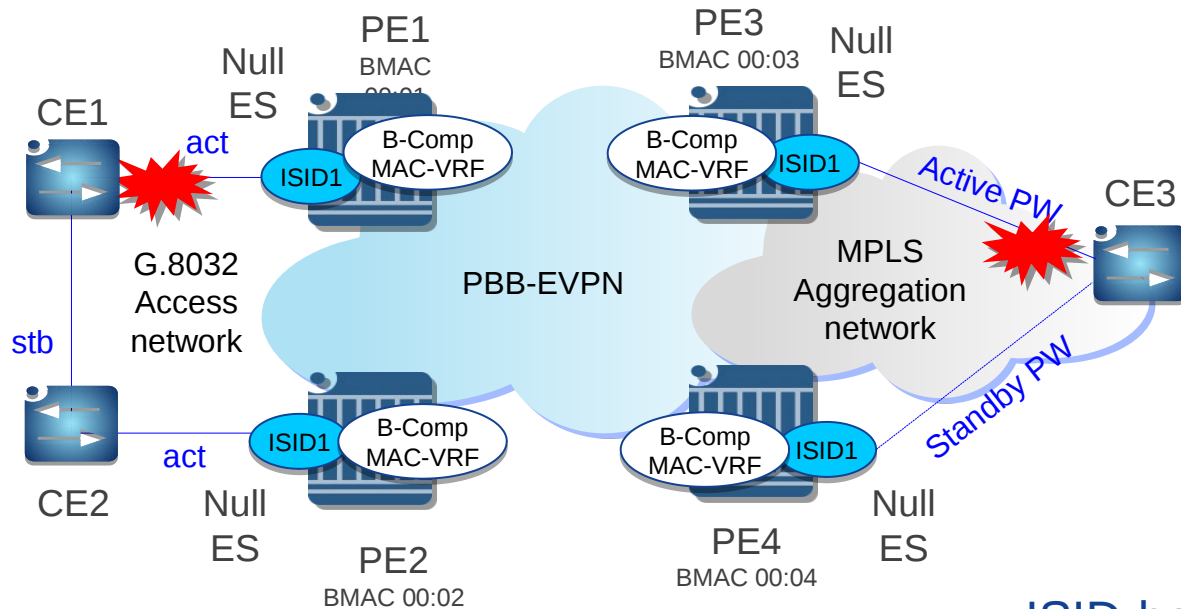 PE1
BMAC
Null
ES
CE1
act
ISID1
B-Comp
MAC-VRF
PE3
BMAC 00:03
Null
ES
B-Comp
MAC-VRF
ISID1
Active PW
CE3
G.8032
Access
network
PBB-EVPN
MPLS
Aggregation
network
stb
Standby PW
act
ISID1
B-Comp
MAC-VRF
CE2
Null
ES
PE2
BMAC 00:02
B-Comp
MAC-VRF
ISID1
Null
ES
PE4
BMAC 00:04